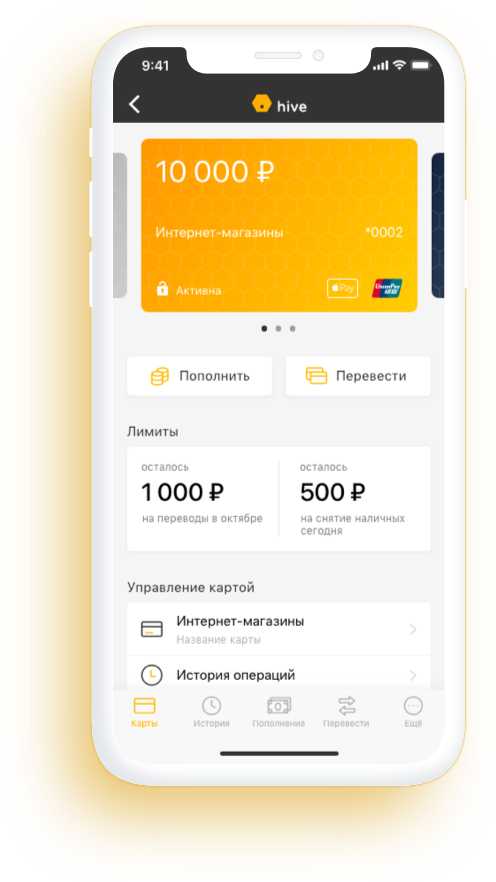 9:41
hive
10 000 ₽
Интернет-магазины *0002
Активна Pay UnionPay 银联
Пополнить Перевести
Лимиты
осталось осталось
1 000 ₽ 500 ₽
на переводы в октябре на снятие наличных
сегодня
Управление картой
Интернет-магазины
Название карты
История операций
Карты История Пополнение Перевести Ещё